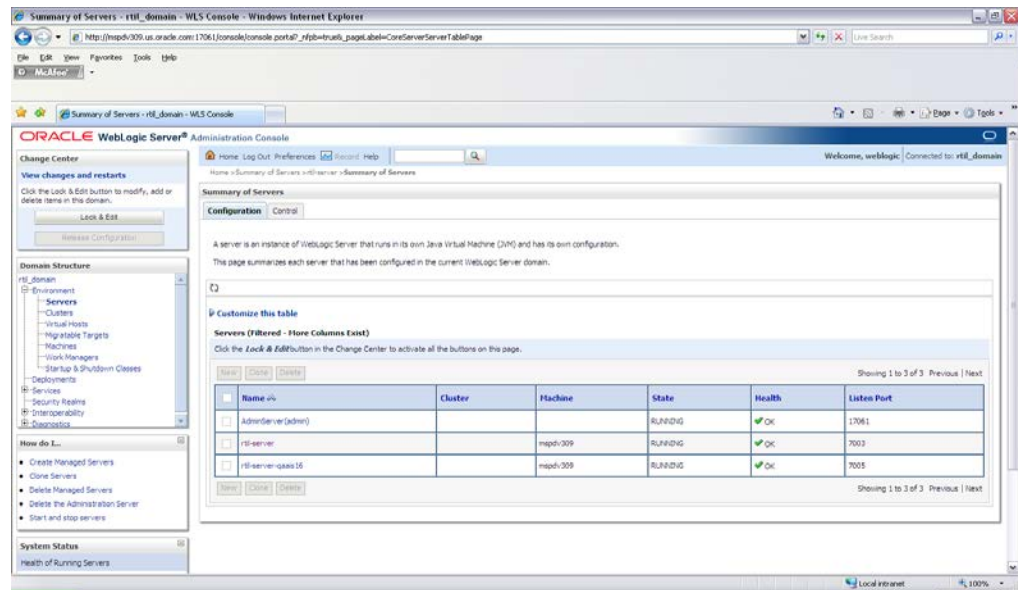 Summary of Servers - rtil_domain - WLS Console - Windows Internet Explorer
http://mspdv309.us.oracle.com:17061/console/console.portal?_nfpb=true&_pageLabel=CoreServerServerTablePage
Live Search
File Edit View Favorites Tools Help
McAfee
Summary of Servers - rtil_domain - WLS Console
Page Tools
ORACLE WebLogic Server® Administration Console
Change Center
View changes and restarts
Click the Lock & Edit button to modify, add or
delete items in this domain.
Lock & Edit
Release Configuration
Domain Structure
rtil_domain
Environment
Servers
Clusters
Virtual Hosts
Migratable Targets
Machines
Work Managers
Startup & Shutdown Classes
Deployments
Services
Security Realms
Interoperability
Diagnostics
How do I...
Create Managed Servers
Clone Servers
Delete Managed Servers
Delete the Administration Server
Start and stop servers
System Status
Health of Running Servers
Home Log Out Preferences Record Help
Welcome, weblogic Connected to: rtil_domain
Home >Summary of Servers >rtil-server >Summary of Servers
Summary of Servers
Configuration Control
A server is an instance of WebLogic Server that runs in its own Java Virtual Machine (JVM) and has its own configuration.
This page summarizes each server that has been configured in the current WebLogic Server domain.
Customize this table
Servers (Filtered - More Columns Exist)
Click the Lock & Edit button in the Change Center to activate all the buttons on this page.
New Clone Delete Showing 1 to 3 of 3 Previous | Next
Name Cluster Machine State Health Listen Port
AdminServer(admin) RUNNING OK 17061
rtil-server mspdv309 RUNNING OK 7003
rtil-server-qaais16 mspdv309 RUNNING OK 7005
New Clone Delete Showing 1 to 3 of 3 Previous | Next
Local intranet 100%